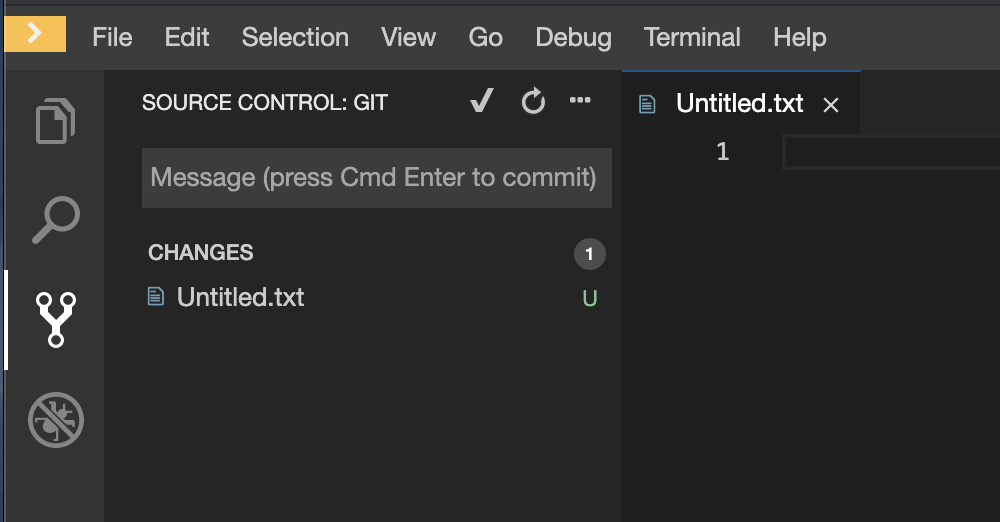 File Edit Selection View Go Debug Terminal Help
SOURCE CONTROL: GIT
Untitled.txt
1
Message (press Cmd Enter to commit)
CHANGES 1
Untitled.txt U